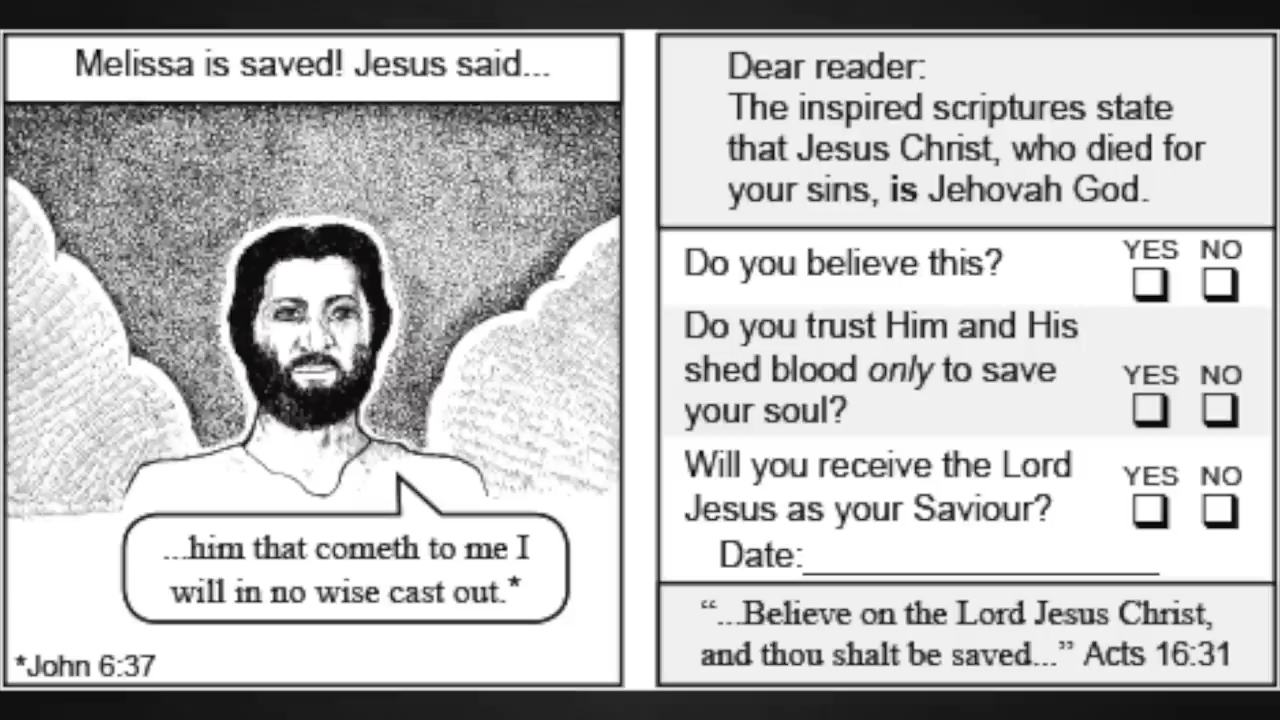 Melissa is saved! Jesus said...
...him that cometh to me I
will in no wise cast out.*
*John 6:37
Dear reader:
The inspired scriptures state
that Jesus Christ, who died for
your sins, is Jehovah God.
YES NO
Do you believe this?
Do you trust Him and His
shed blood only to save
YES NO
your soul?
Will you receive the Lord
YES NO
Jesus as your Saviour?
Date:
“...Believe on the Lord Jesus Christ,
and thou shalt be saved...” Acts 16:31